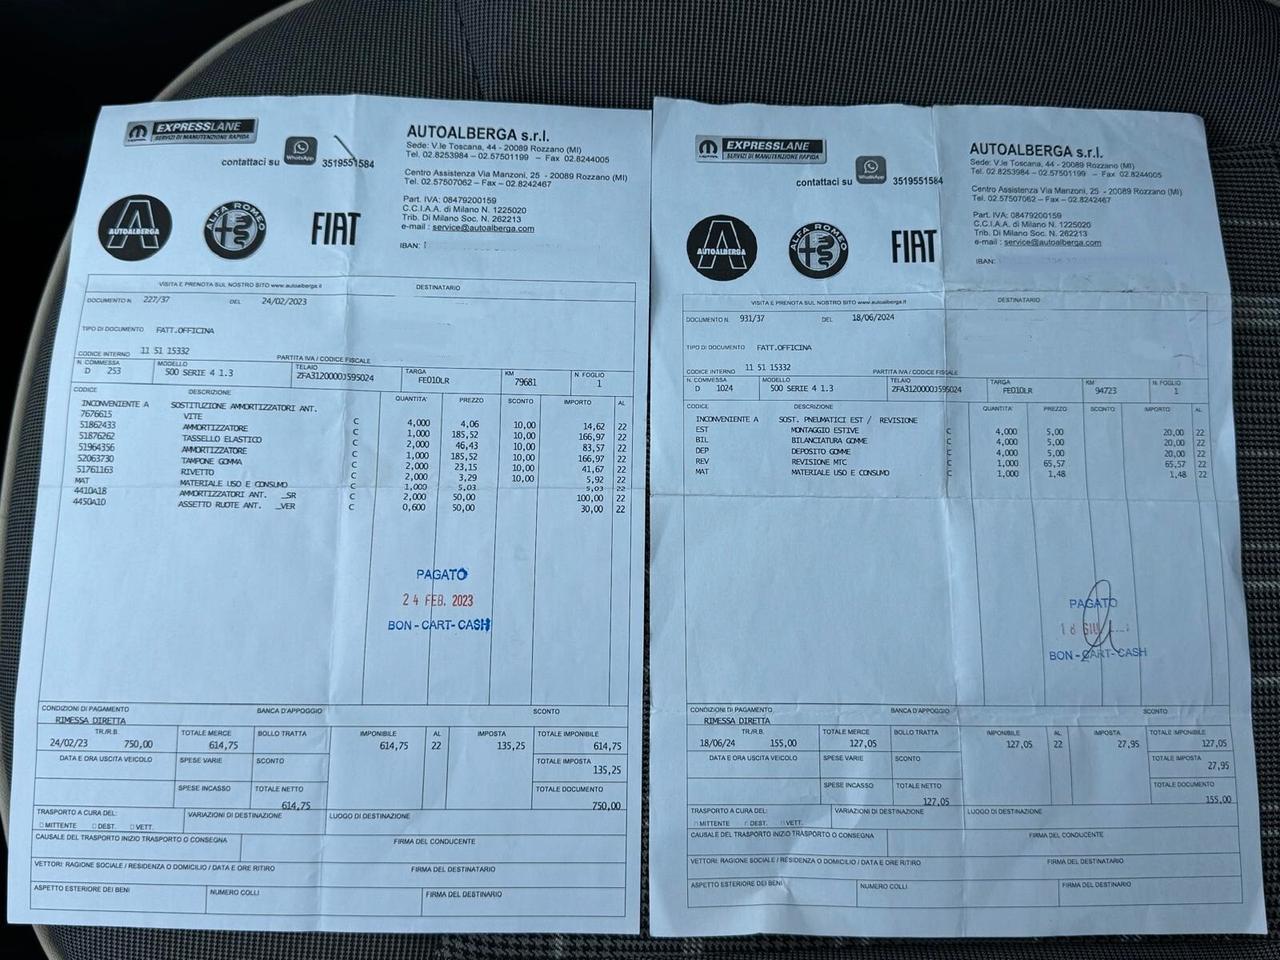 EXPRESSLANE
SERVIZI DI MANUTENZIONE RAPIDA
contattaci su
WhatsApp
3519551584
AUTOALBERGA s.r.l.
Sede: V.le Toscana, 44 - 20089 Rozzano (MI)
Tel. 02.8253984 – 02.57501199 – Fax 02.8244005
Centro Assistenza Via Manzoni, 25 - 20089 Rozzano (MI)
Tel. 02.57507062 – Fax – 02.8242467
Part. IVA: 08479200159
C.C.I.A.A. di Milano N. 1225020
Trib. Di Milano Soc. N. 262213
e-mail : service@autoalberga.com
IBAN:
A
AUTOALBERGA
ALFA ROMEO
FIAT
VISITA E PRENOTA SUL NOSTRO SITO www.autoalberga.it
DESTINATARIO
DOCUMENTO N. 227/37 DEL 24/02/2023
TIPO DI DOCUMENTO FATT.OFFICINA
CODICE INTERNO 11 51 15332 PARTITA IVA / CODICE FISCALE
N. COMMESSA MODELLO TELAIO TARGA KM N. FOGLIO
D 253 500 SERIE 4 1.3 ZFA3120000J595024 FE010LR 79681 1
CODICE DESCRIZIONE QUANTITA' PREZZO SCONTO IMPORTO AL
INCONVENIENTE A SOSTITUZIONE AMMORTIZZATORI ANT.
7676615 VITE C 4,000 4,06 10,00 14,62 22
51862433 AMMORTIZZATORE C 1,000 185,52 10,00 166,97 22
51876262 TASSELLO ELASTICO C 2,000 46,43 10,00 83,57 22
51964356 AMMORTIZZATORE C 1,000 185,52 10,00 166,97 22
52063730 TAMPONE GOMMA C 2,000 23,15 10,00 41,67 22
51761163 RIVETTO C 2,000 3,29 10,00 5,92 22
MAT MATERIALE USO E CONSUMO C 1,000 5,03 5,03 22
4410A18 AMMORTIZZATORI ANT. _SR C 2,000 50,00 100,00 22
4450A10 ASSETTO RUOTE ANT. _VER C 0,600 50,00 30,00 22
PAGATO
24 FEB. 2023
BON - CART - CASH
CONDIZIONI DI PAGAMENTO BANCA D'APPOGGIO SCONTO
RIMESSA DIRETTA
TR./R.B. TOTALE MERCE BOLLO TRATTA IMPONIBILE AL IMPOSTA TOTALE IMPONIBILE
24/02/23 750,00 614,75 614,75 22 135,25 614,75
DATA E ORA USCITA VEICOLO SPESE VARIE SCONTO TOTALE IMPOSTA
135,25
SPESE INCASSO TOTALE NETTO TOTALE DOCUMENTO
614,75 750,00
TRASPORTO A CURA DEL: VARIAZIONI DI DESTINAZIONE LUOGO DI DESTINAZIONE
MITTENTE DEST. VETT.
CAUSALE DEL TRASPORTO INIZIO TRASPORTO O CONSEGNA FIRMA DEL CONDUCENTE
VETTORI: RAGIONE SOCIALE / RESIDENZA O DOMICILIO / DATA E ORE RITIRO FIRMA DEL DESTINATARIO
ASPETTO ESTERIORE DEI BENI NUMERO COLLI FIRMA DEL DESTINARIO
EXPRESSLANE
SERVIZI DI MANUTENZIONE RAPIDA
contattaci su
WhatsApp
3519551584
AUTOALBERGA s.r.l.
Sede: V.le Toscana, 44 - 20089 Rozzano (MI)
Tel. 02.8253984 – 02.57501199 – Fax 02.8244005
Centro Assistenza Via Manzoni, 25 - 20089 Rozzano (MI)
Tel. 02.57507062 – Fax – 02.8242467
Part. IVA: 08479200159
C.C.I.A.A. di Milano N. 1225020
Trib. Di Milano Soc. N. 262213
e-mail : service@autoalberga.com
IBAN:
A
AUTOALBERGA
ALFA ROMEO
FIAT
VISITA E PRENOTA SUL NOSTRO SITO www.autoalberga.it
DESTINATARIO
DOCUMENTO N. 931/37 DEL 18/06/2024
TIPO DI DOCUMENTO FATT.OFFICINA
CODICE INTERNO 11 51 15332 PARTITA IVA / CODICE FISCALE
N. COMMESSA MODELLO TELAIO TARGA KM N. FOGLIO
D 1024 500 SERIE 4 1.3 ZFA3120000J595024 FE010LR 94723 1
CODICE DESCRIZIONE QUANTITA' PREZZO SCONTO IMPORTO AL
INCONVENIENTE A SOST. PNEUMATICI EST / REVISIONE
EST MONTAGGIO ESTIVE C 4,000 5,00 20,00 22
BIL BILANCIATURA GOMME C 4,000 5,00 20,00 22
DEP DEPOSITO GOMME C 4,000 5,00 20,00 22
REV REVISIONE MTC C 1,000 65,57 65,57 22
MAT MATERIALE USO E CONSUMO C 1,000 1,48 1,48 22
PAGATO
18 GIU
BON - CART - CASH
CONDIZIONI DI PAGAMENTO BANCA D'APPOGGIO SCONTO
RIMESSA DIRETTA
TR./R.B. TOTALE MERCE BOLLO TRATTA IMPONIBILE AL IMPOSTA TOTALE IMPONIBILE
18/06/24 155,00 127,05 127,05 22 27,95 127,05
DATA E ORA USCITA VEICOLO SPESE VARIE SCONTO TOTALE IMPOSTA
27,95
SPESE INCASSO TOTALE NETTO TOTALE DOCUMENTO
127,05 155,00
TRASPORTO A CURA DEL: VARIAZIONI DI DESTINAZIONE LUOGO DI DESTINAZIONE
MITTENTE DEST. VETT.
CAUSALE DEL TRASPORTO INIZIO TRASPORTO O CONSEGNA FIRMA DEL CONDUCENTE
VETTORI: RAGIONE SOCIALE / RESIDENZA O DOMICILIO / DATA E ORE RITIRO FIRMA DEL DESTINATARIO
ASPETTO ESTERIORE DEI BENI NUMERO COLLI FIRMA DEL DESTINARIO